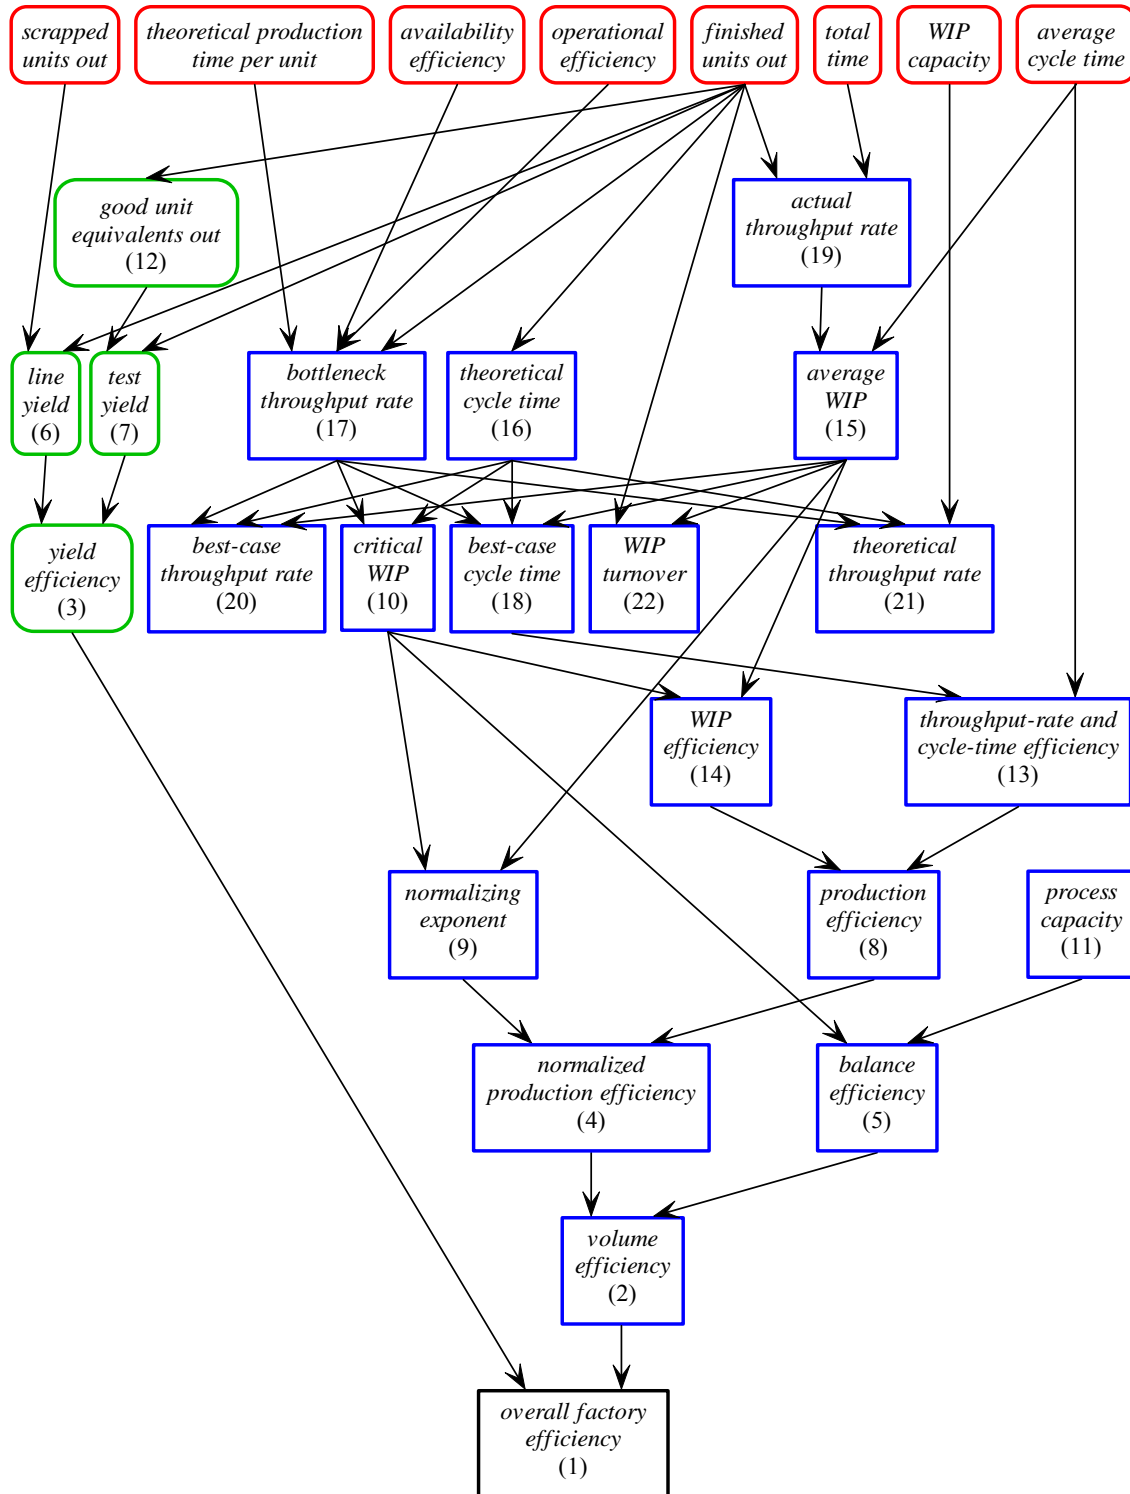 scrapped
units out
theoretical production
time per unit
availability
efficiency
operational
efficiency
finished
units out
total
time
WIP
capacity
average
cycle time
good unit
equivalents out
(12)
actual
throughput rate
(19)
line
yield
(6)
test
yield
(7)
bottleneck
throughput rate
(17)
theoretical
cycle time
(16)
average
WIP
(15)
yield
efficiency
(3)
best-case
throughput rate
(20)
critical
WIP
(10)
best-case
cycle time
(18)
WIP
turnover
(22)
theoretical
throughput rate
(21)
WIP
efficiency
(14)
throughput-rate and
cycle-time efficiency
(13)
normalizing
exponent
(9)
production
efficiency
(8)
process
capacity
(11)
normalized
production efficiency
(4)
balance
efficiency
(5)
volume
efficiency
(2)
overall factory
efficiency
(1)